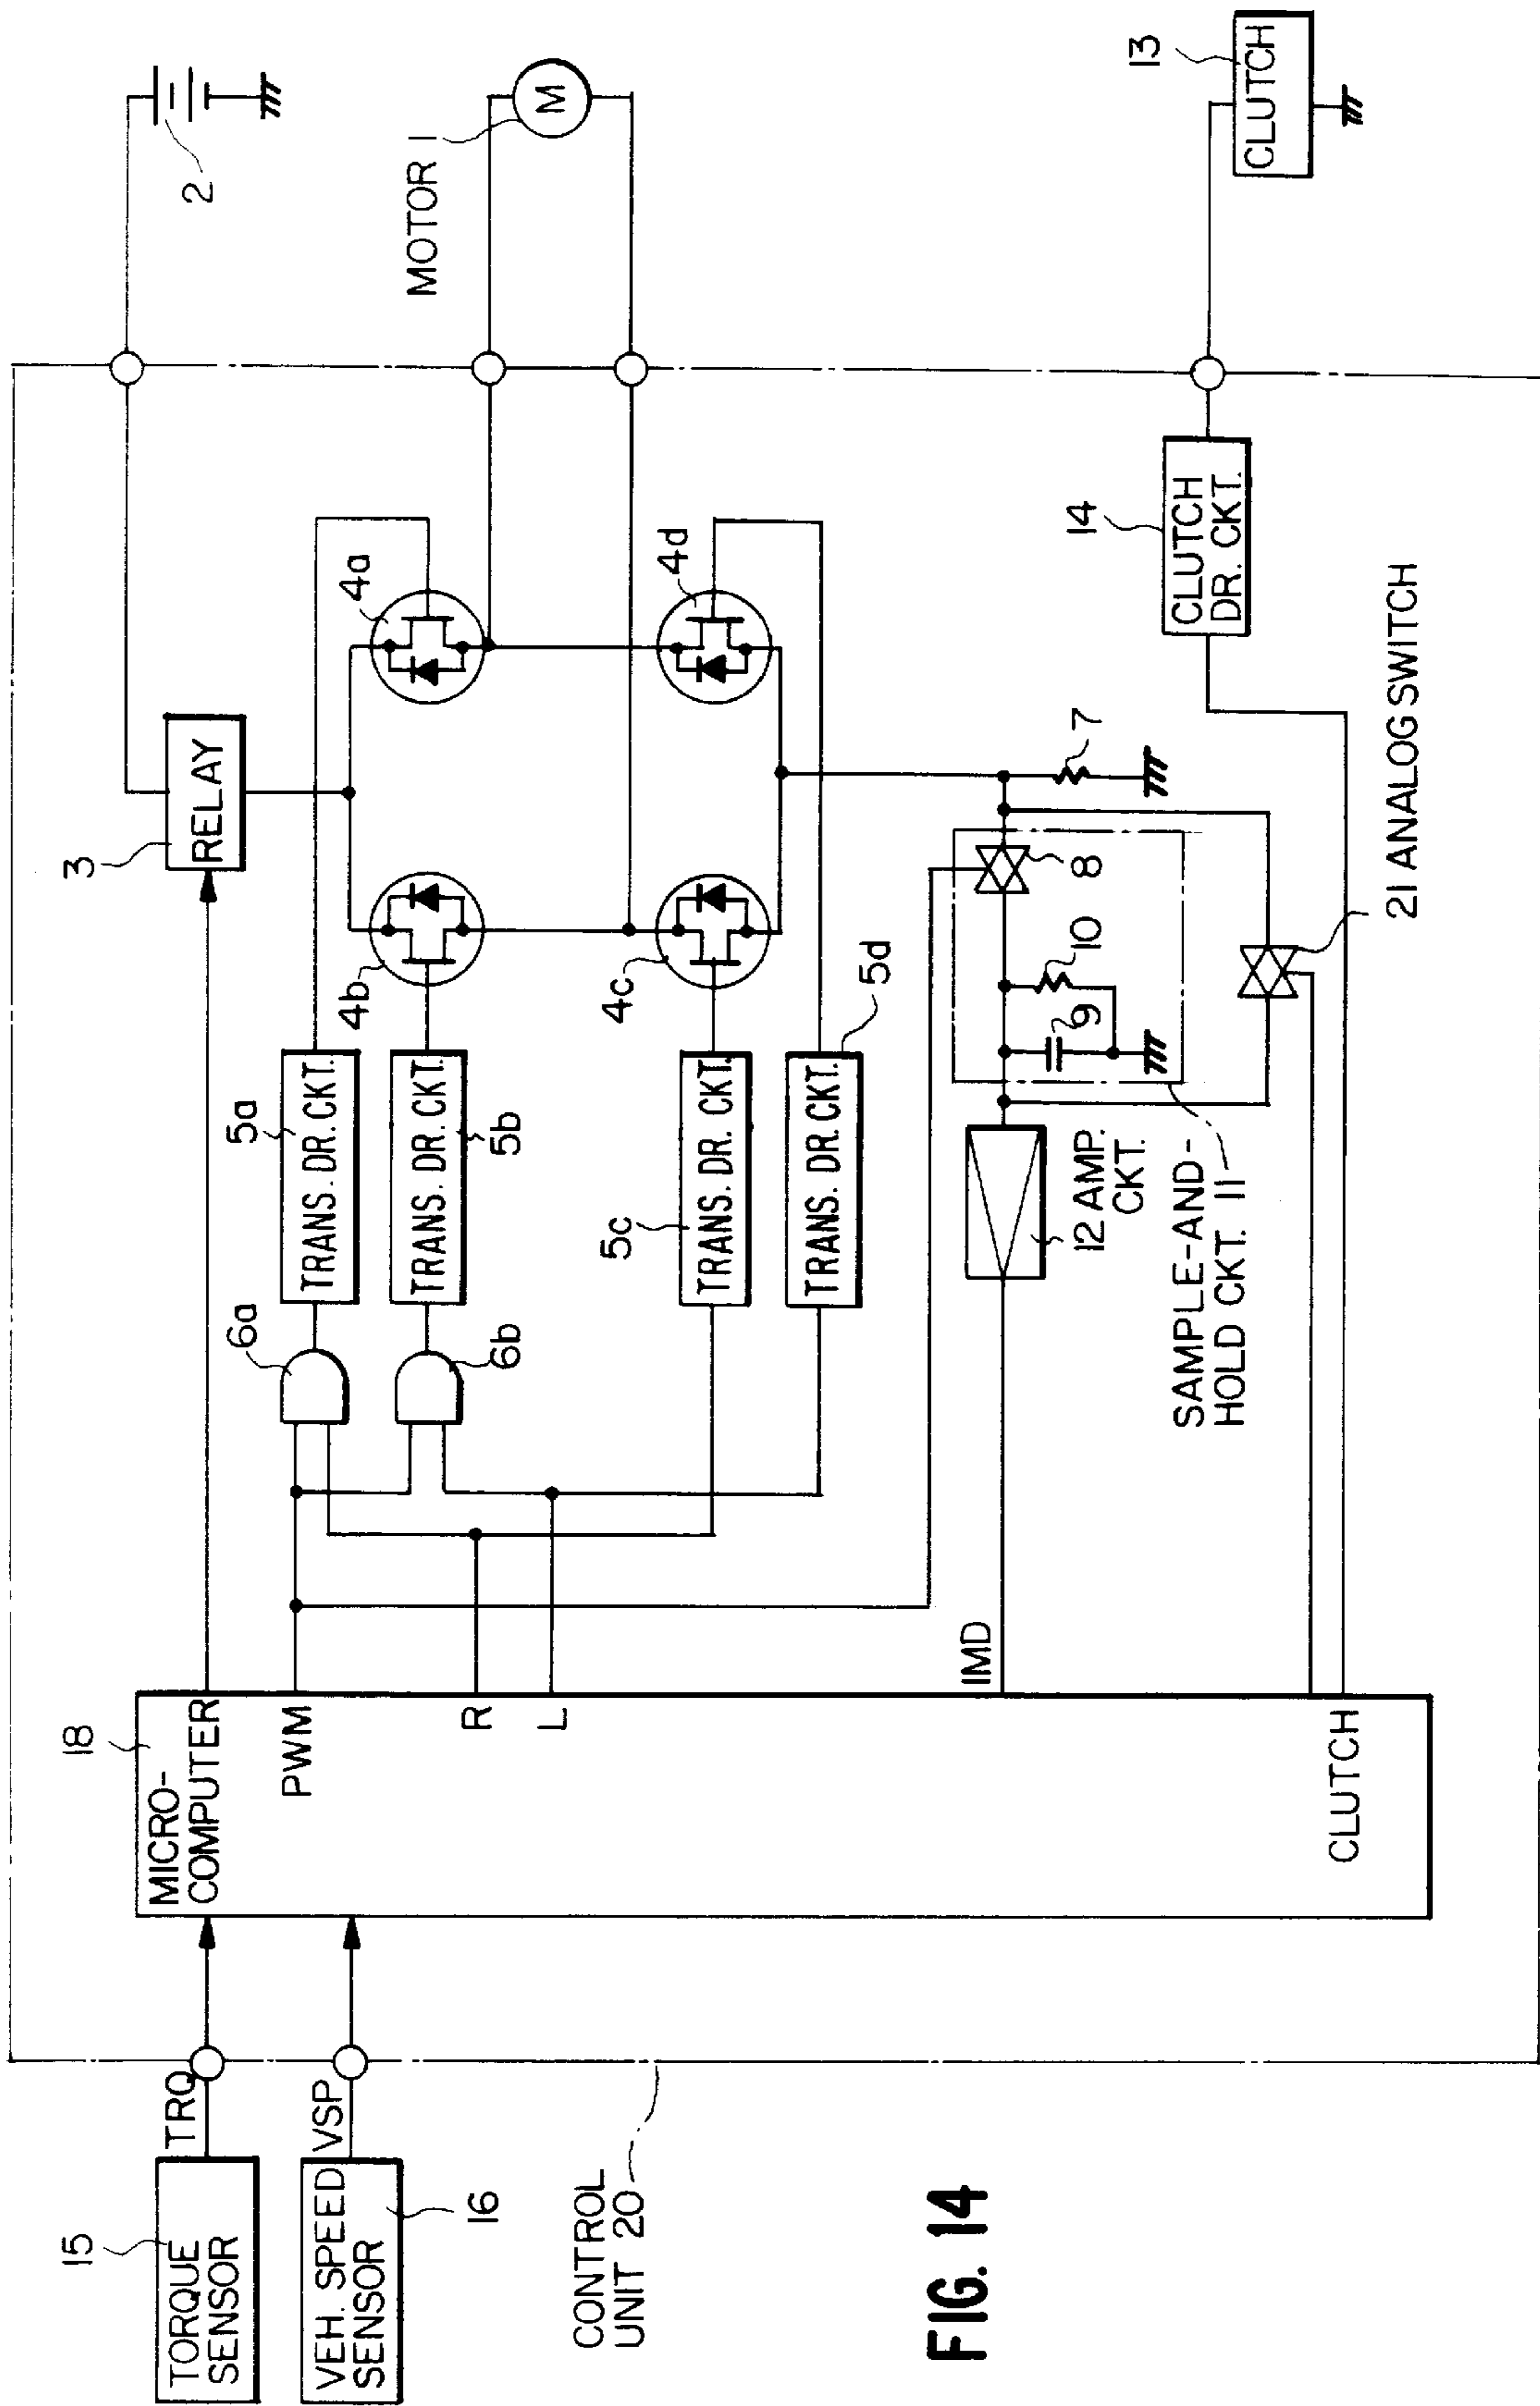 15
TORQUE
SENSOR
TRQ
VEH. SPEED
SENSOR
VSP
16
CONTROL
UNIT 20
FIG. 14
18
MICRO-
COMPUTER
PWM
R
L
IMD
CLUTCH
3
RELAY
2
MOTOR 1
M
6a
6b
5a
TRANS. DR. CKT.
TRANS. DR. CKT.
5b
5c
TRANS. DR. CKT.
TRANS. DR. CKT.
5d
4a
4b
4c
4d
7
8
10
9
12 AMP.
CKT.
SAMPLE-AND-
HOLD CKT. 11
21 ANALOG SWITCH
14
CLUTCH
DR. CKT.
13
CLUTCH